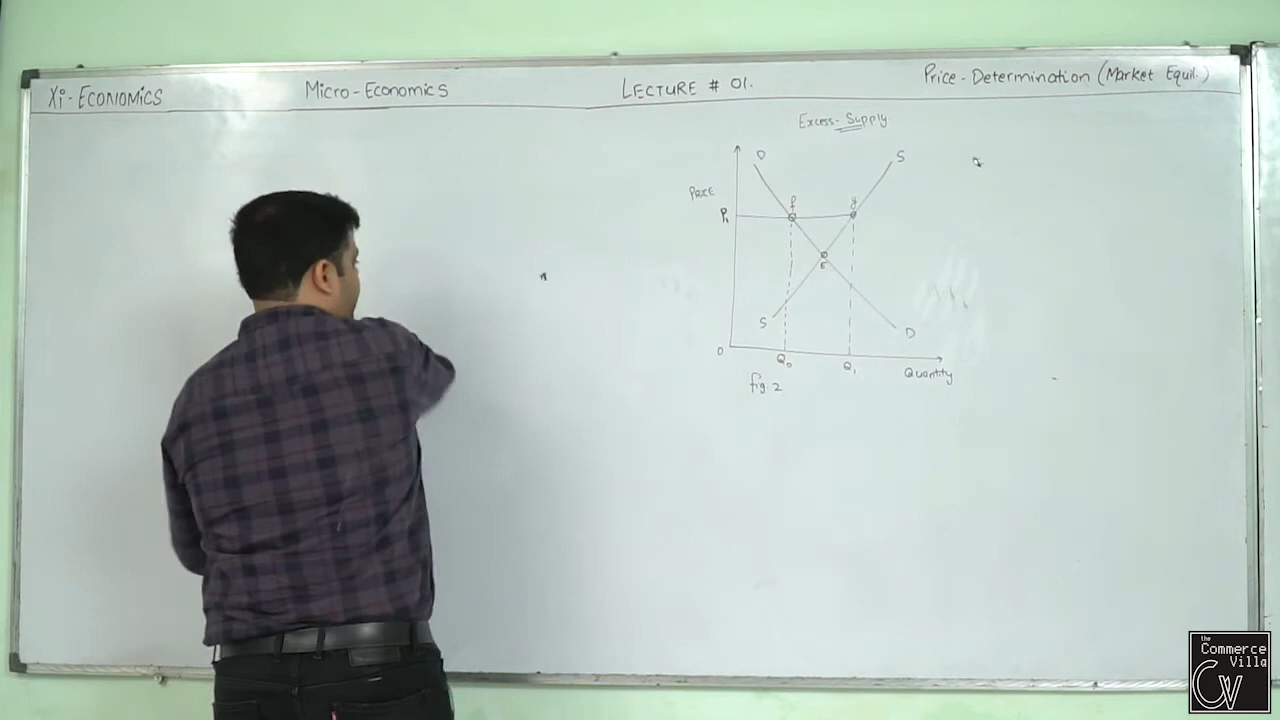 Xi - ECONOMICS
Micro - Economics
LECTURE # 01.
Price - Determination (Market Equil.)
Excess - Supply
D
S
PRICE
P1
f
g
E
S
D
O
Q0
Q1
Quantity
fig. 2
the
Commerce
Villa
CV